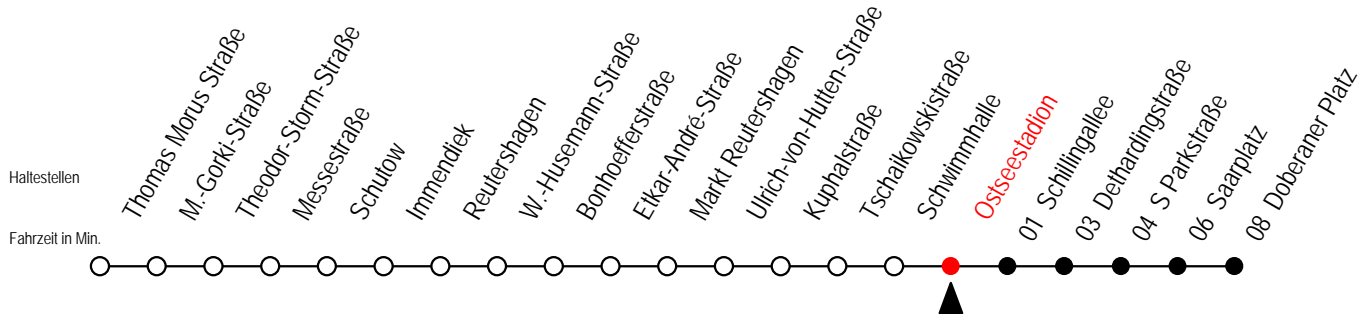 Haltestellen
Fahrzeit in Min.
Thomas Morus Straße
M.-Gorki-Straße
Theodor-Storm-Straße
Messestraße
Schutow
Immendiek
Reutershagen
W.-Husemann-Straße
Bonhoefferstraße
Etkar-André-Straße
Markt Reutershagen
Ulrich-von-Hutten-Straße
Kuphalstraße
Tschaikowskistraße
Schwimmhalle
Ostseestadion
01 Schillingallee
03 Dethardingstraße
04 S Parkstraße
06 Saarplatz
08 Doberaner Platz